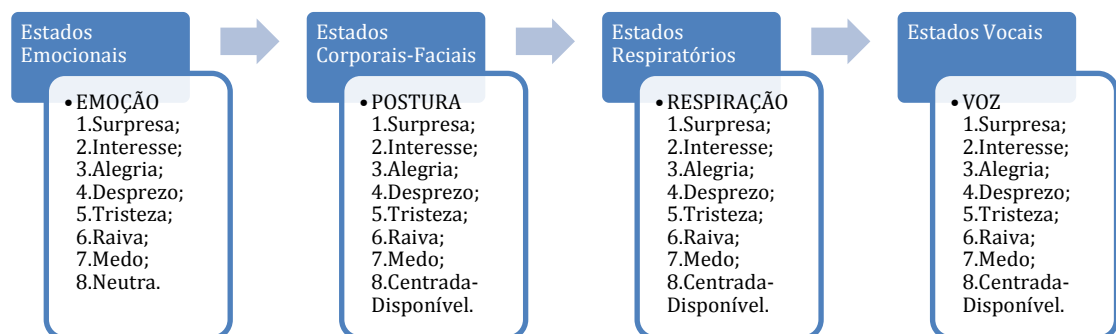 Estados
Emocionais
• EMOÇÃO
1.Surpresa;
2.Interesse;
3.Alegria;
4.Desprezo;
5.Tristeza;
6.Raiva;
7.Medo;
8.Neutra.
Estados
Corporais-Faciais
• POSTURA
1.Surpresa;
2.Interesse;
3.Alegria;
4.Desprezo;
5.Tristeza;
6.Raiva;
7.Medo;
8.Centrada-
Disponível.
Estados
Respiratórios
• RESPIRAÇÃO
1.Surpresa;
2.Interesse;
3.Alegria;
4.Desprezo;
5.Tristeza;
6.Raiva;
7.Medo;
8.Centrada-
Disponível.
Estados Vocais
• VOZ
1.Surpresa;
2.Interesse;
3.Alegria;
4.Desprezo;
5.Tristeza;
6.Raiva;
7.Medo;
8.Centrada-
Disponível.